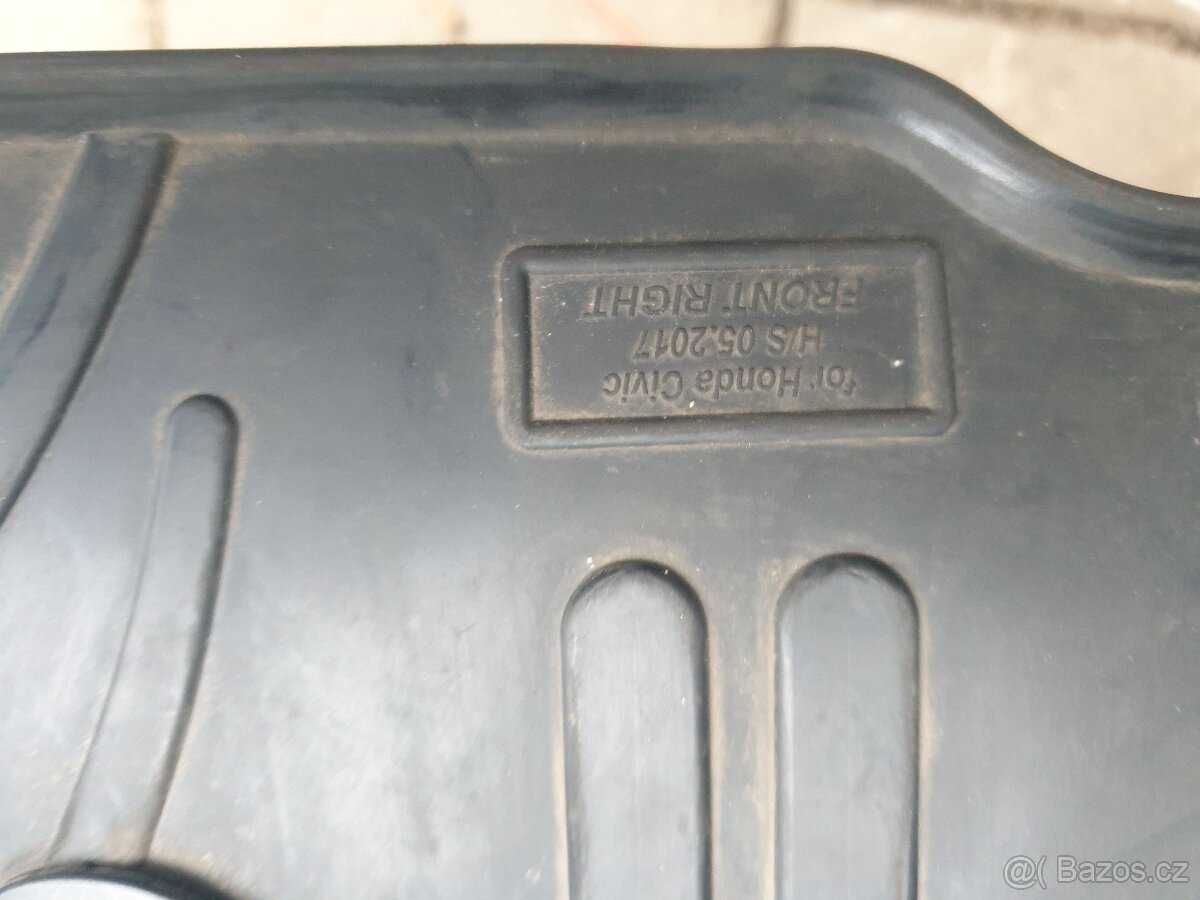 for Honda Civic
H/S 05.2017
FRONT RIGHT
@( Bazos.cz